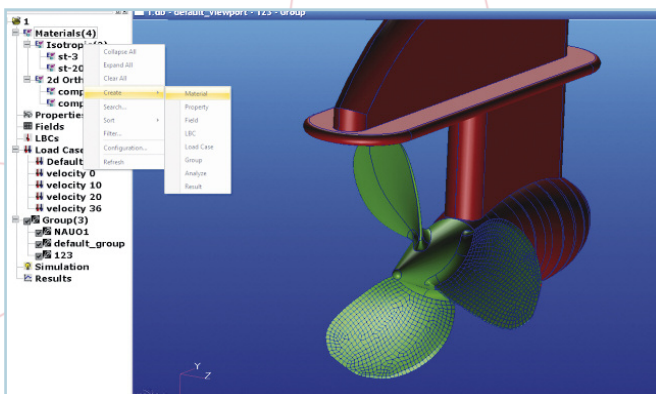 1.db - default_viewport - 123 - Group
1
Materials(4)
Isotropic(2)
st-3
st-20
2d Orth
comp
comp
Properties
Fields
LBCs
Load Case
Default
velocity 0
velocity 10
velocity 20
velocity 36
Group(3)
NAUO1
default_group
123
Simulation
Results
Collapse All
Expand All
Clear All
Create
Search...
Sort
Filter...
Configuration...
Refresh
Material
Property
Field
LBC
Load Case
Group
Analyze
Result
Y
Z